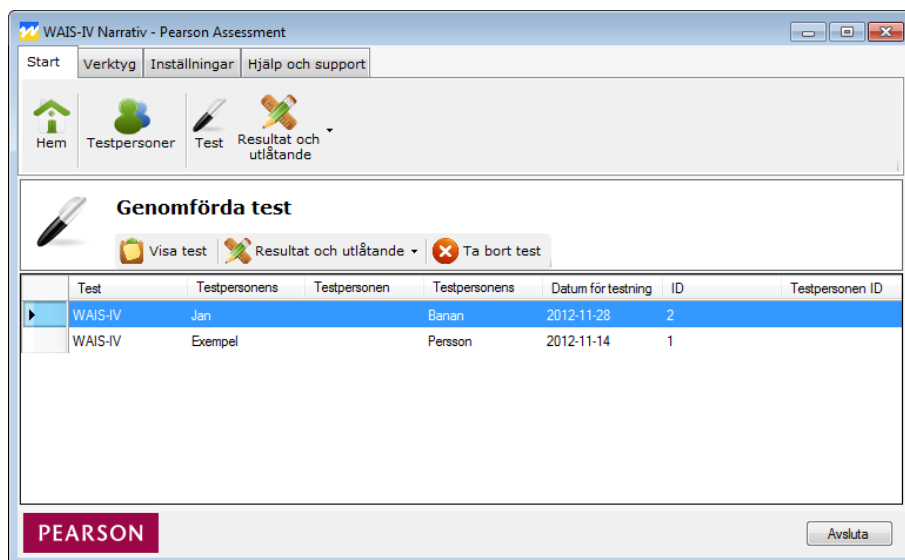 WAIS-IV Narrativ - Pearson Assessment
Start Verktyg Inställningar Hjälp och support
Hem Testpersoner Test Resultat och
utlåtande
Genomförda test
Visa test Resultat och utlåtande Ta bort test
Test Testpersonens Testpersonen Testpersonens Datum för testning ID Testpersonen ID
WAIS-IV Jan Banan 2012-11-28 2
WAIS-IV Exempel Persson 2012-11-14 1
PEARSON Avsluta